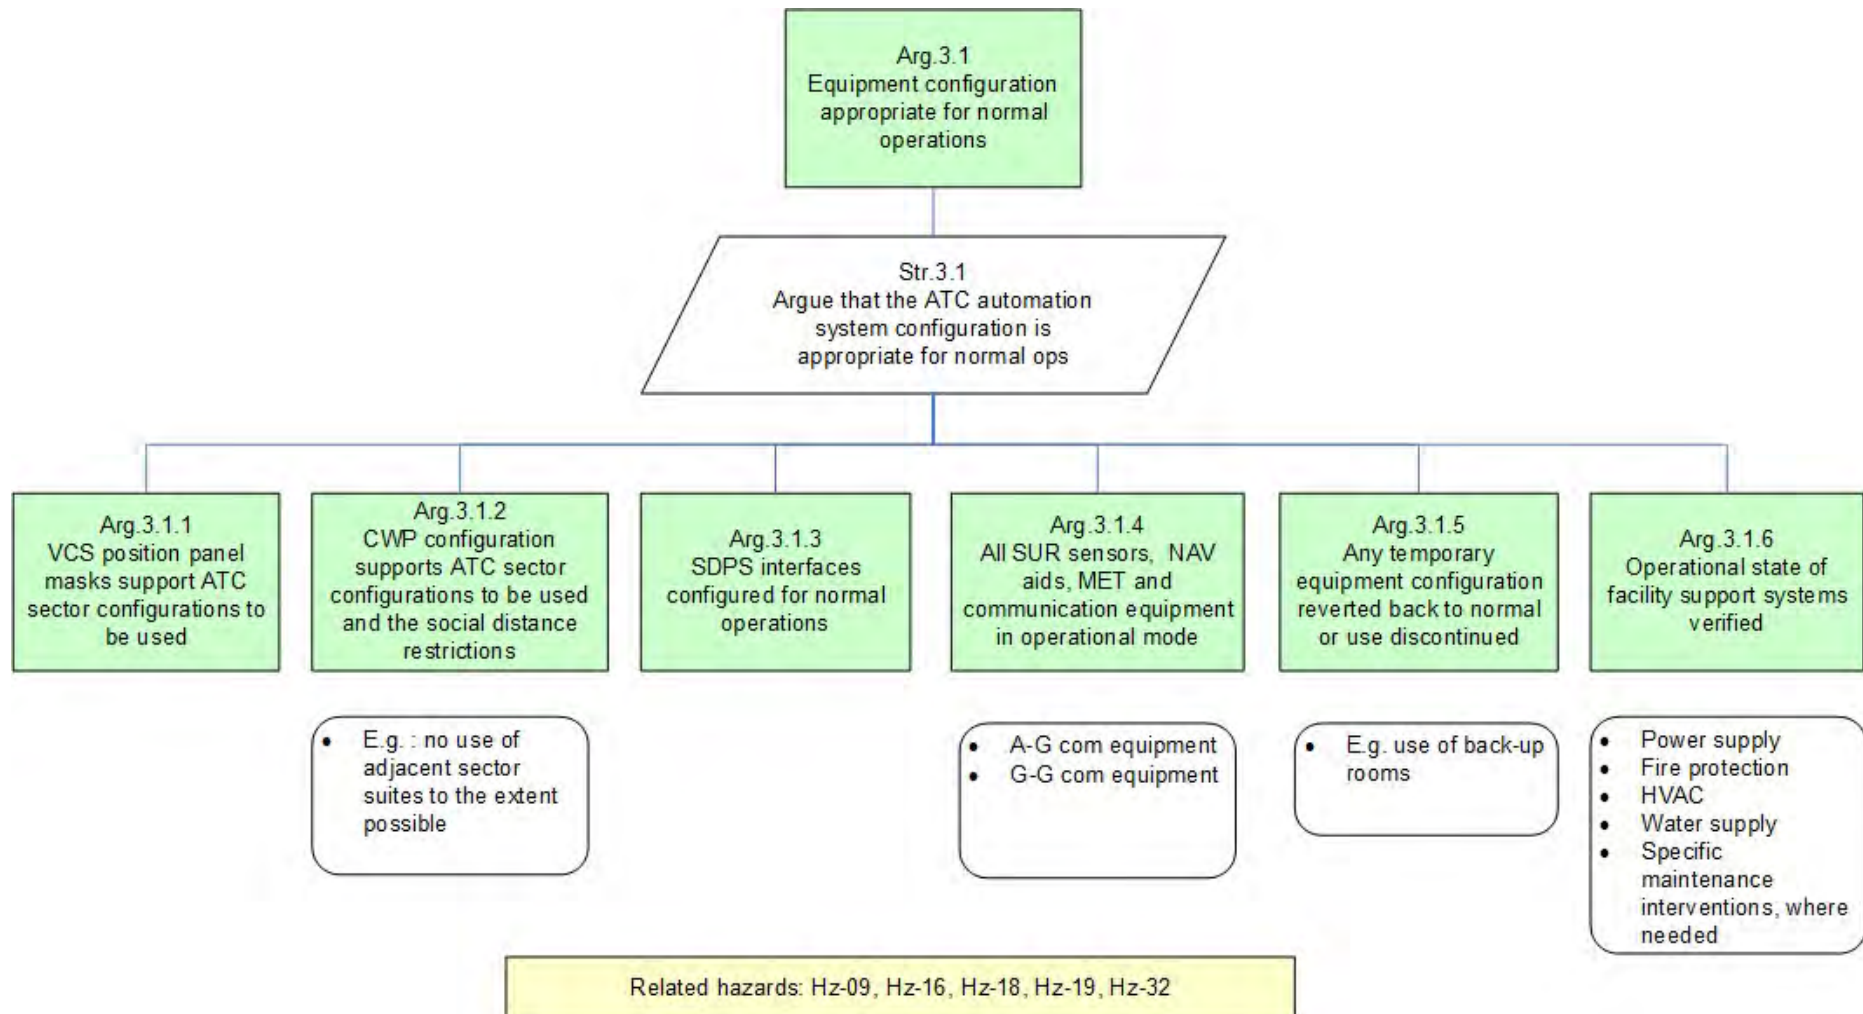 Arg.3.1
Equipment configuration
appropriate for normal
operations
Str.3.1
Argue that the ATC automation
system configuration is
appropriate for normal ops
Arg.3.1.1
VCS position panel
masks support ATC
sector configurations to
be used
Arg.3.1.2
CWP configuration
supports ATC sector
configurations to be used
and the social distance
restrictions
Arg.3.1.3
SDPS interfaces
configured for normal
operations
Arg.3.1.4
All SUR sensors, NAV
aids, MET and
communication equipment
in operational mode
Arg.3.1.5
Any temporary
equipment configuration
reverted back to normal
or use discontinued
Arg.3.1.6
Operational state of
facility support systems
verified
• E.g. : no use of
adjacent sector
suites to the extent
possible
• A-G com equipment
• G-G com equipment
• E.g. use of back-up
rooms
• Power supply
• Fire protection
• HVAC
• Water supply
• Specific
maintenance
interventions, where
needed
Related hazards: Hz-09, Hz-16, Hz-18, Hz-19, Hz-32